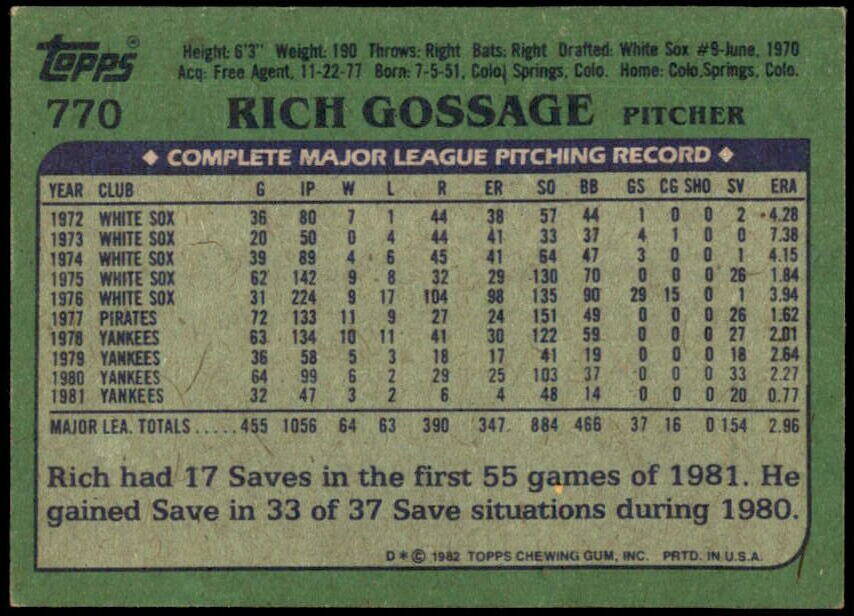 Topps®
Height: 6'3" Weight: 190 Throws: Right Bats: Right Drafted: White Sox #9-June, 1970
Acq: Free Agent, 11-22-77 Born: 7-5-51, Colo, Springs, Colo. Home: Colo, Springs, Colo.
770 RICH GOSSAGE PITCHER
◆ COMPLETE MAJOR LEAGUE PITCHING RECORD ◆
YEAR CLUB G IP W L R ER SO BB GS CG SHO SV ERA
1972 WHITE SOX 36 80 7 1 44 38 57 44 1 0 0 2 4.28
1973 WHITE SOX 20 50 0 4 44 41 33 37 4 1 0 0 7.38
1974 WHITE SOX 39 89 4 6 45 41 64 47 3 0 0 1 4.15
1975 WHITE SOX 62 142 9 8 32 29 130 70 0 0 0 26 1.84
1976 WHITE SOX 31 224 9 17 104 98 135 90 29 15 0 1 3.94
1977 PIRATES 72 133 11 9 27 24 151 49 0 0 0 26 1.62
1978 YANKEES 63 134 10 11 41 30 122 59 0 0 0 27 2.01
1979 YANKEES 36 58 5 3 18 17 41 19 0 0 0 18 2.64
1980 YANKEES 64 99 6 2 29 25 103 37 0 0 0 33 2.27
1981 YANKEES 32 47 3 2 6 4 48 14 0 0 0 20 0.77
MAJOR LEA. TOTALS ..... 455 1056 64 63 390 347 884 466 37 16 0 154 2.96
Rich had 17 Saves in the first 55 games of 1981. He
gained Save in 33 of 37 Save situations during 1980.
D * © 1982 TOPPS CHEWING GUM, INC. PRTD. IN U.S.A.